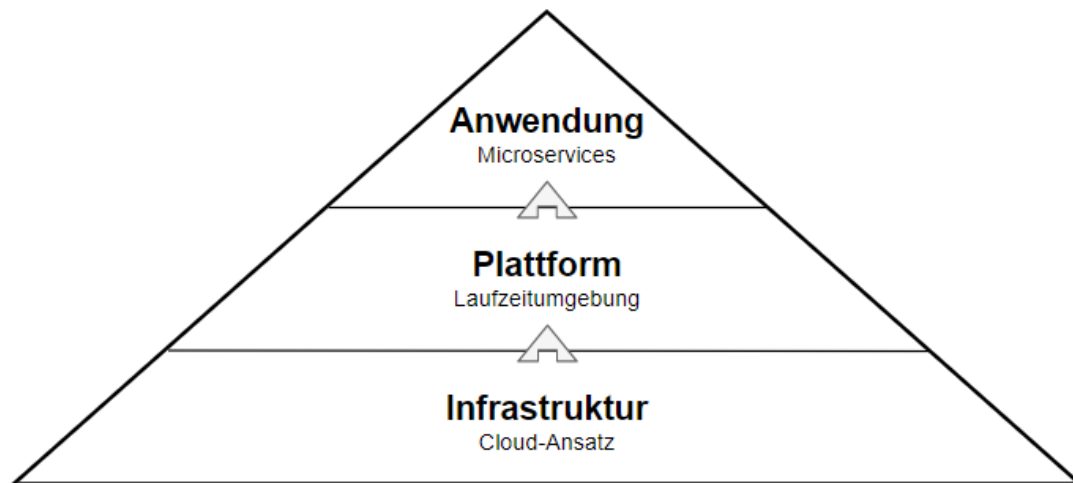 Anwendung
Microservices
Plattform
Laufzeitumgebung
Infrastruktur
Cloud-Ansatz